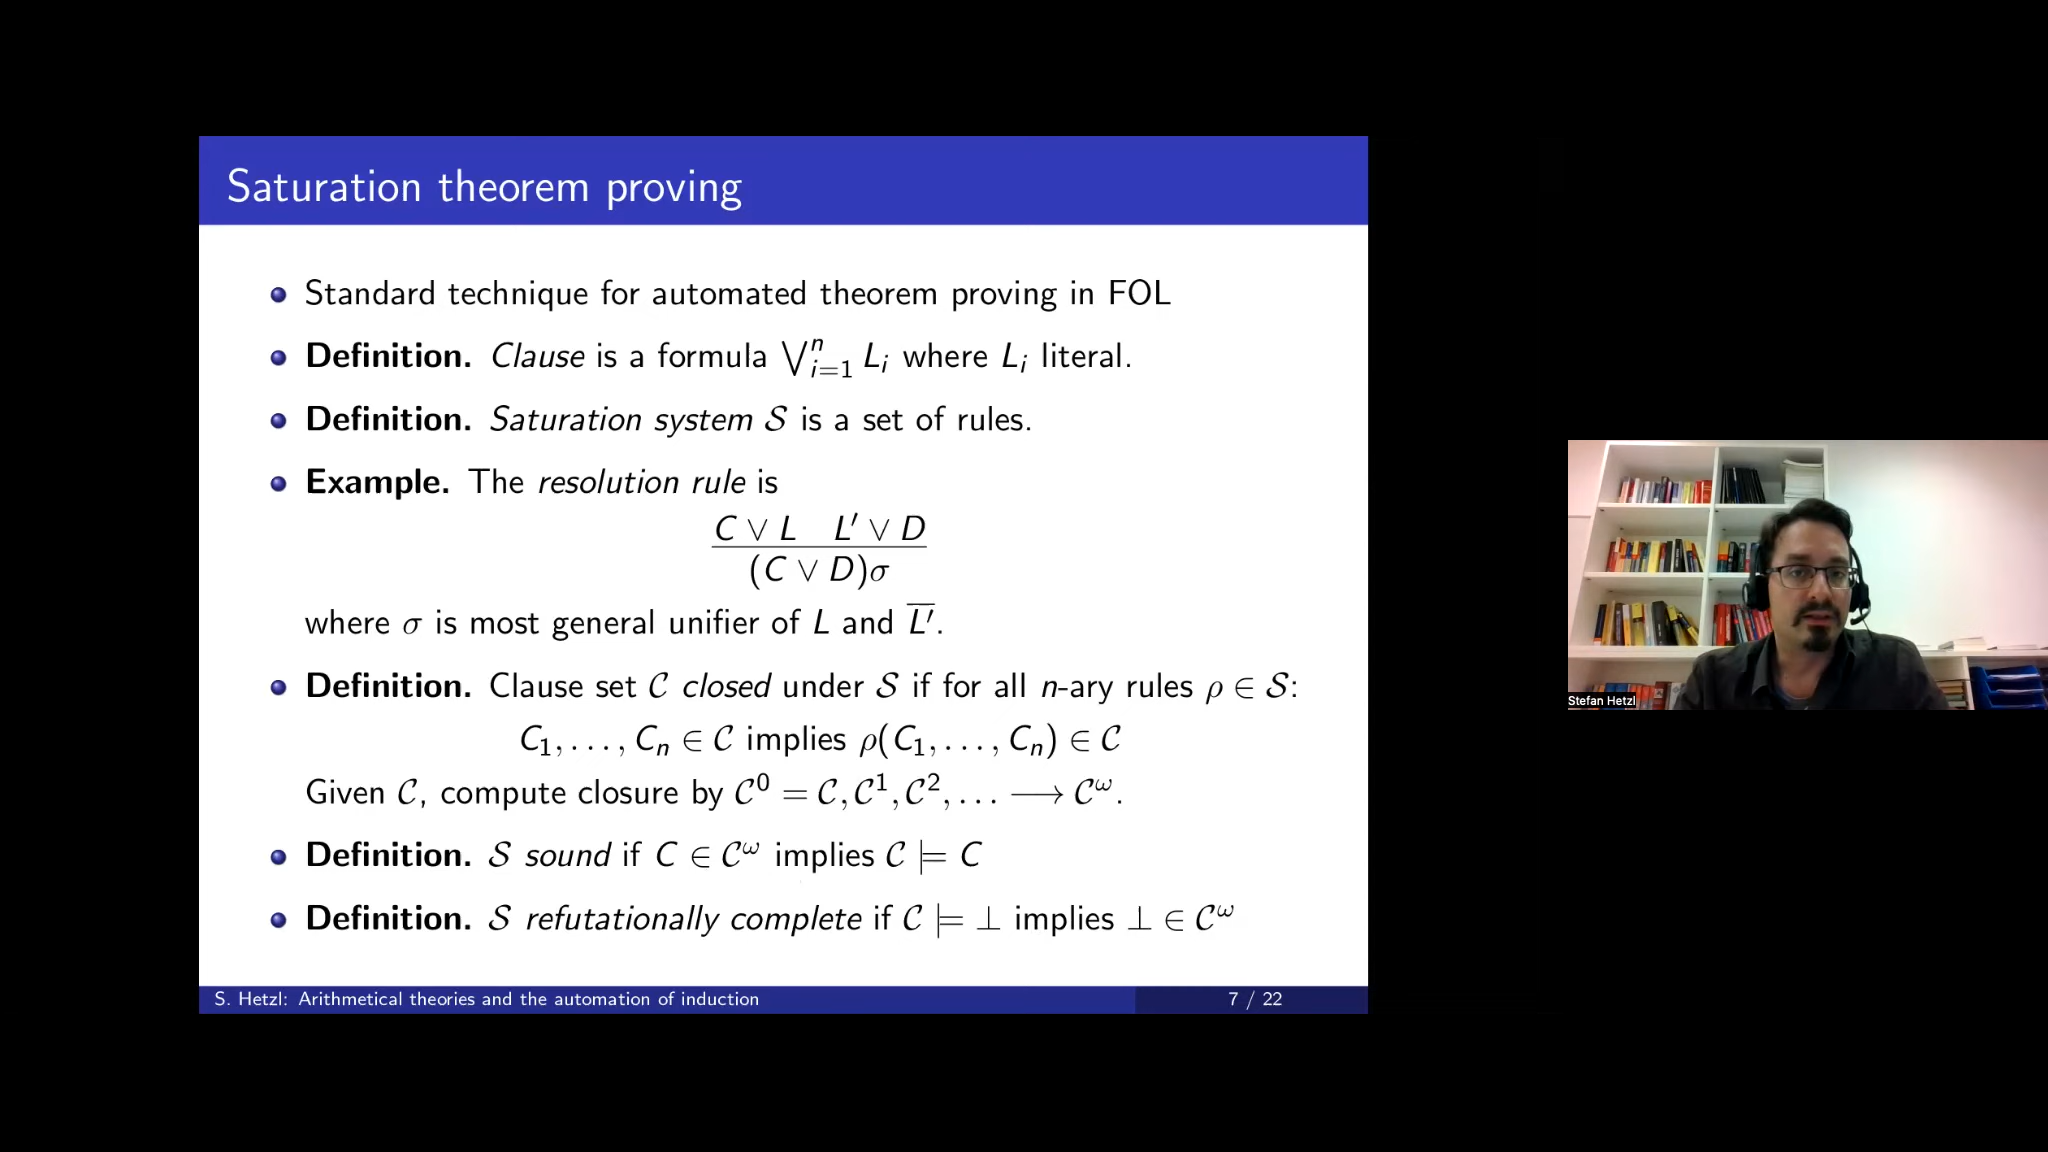 Saturation theorem proving
Standard technique for automated theorem proving in FOL
Definition. Clause is a formula ⋁ⁿᵢ₌₁ Lᵢ where Lᵢ literal.
Definition. Saturation system 𝒮 is a set of rules.
Example. The resolution rule is
C ∨ L   L′ ∨ D
(C ∨ D)σ
where σ is most general unifier of L and L̅′̅.
Definition. Clause set 𝒞 closed under 𝒮 if for all n-ary rules ρ ∈ 𝒮:
C₁, . . . , Cₙ ∈ 𝒞 implies ρ(C₁, . . . , Cₙ) ∈ 𝒞
Given 𝒞, compute closure by 𝒞⁰ = 𝒞, 𝒞¹, 𝒞², . . . ⟶ 𝒞^ω.
Definition. 𝒮 sound if C ∈ 𝒞^ω implies 𝒞 ⊨ C
Definition. 𝒮 refutationally complete if 𝒞 ⊨ ⊥ implies ⊥ ∈ 𝒞^ω
S. Hetzl: Arithmetical theories and the automation of induction
7 / 22
Stefan Hetzl